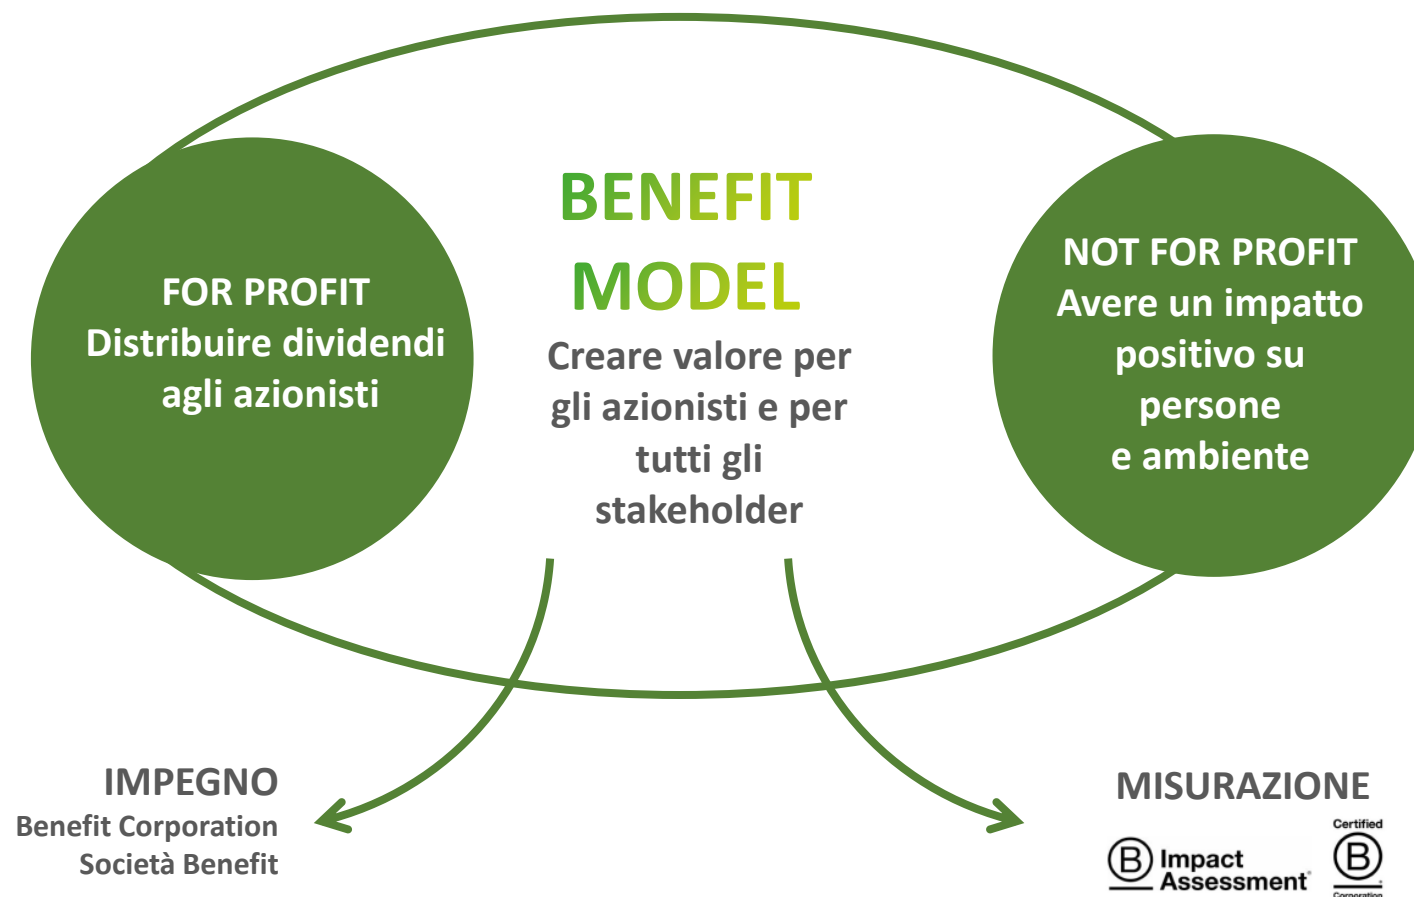 BENEFIT
MODEL
Creare valore per
gli azionisti e per
tutti gli
stakeholder
FOR PROFIT
Distribuire dividendi
agli azionisti
NOT FOR PROFIT
Avere un impatto
positivo su
persone
e ambiente
IMPEGNO
Benefit Corporation
Società Benefit
MISURAZIONE
B Impact
Assessment
Certified
B
Corporation